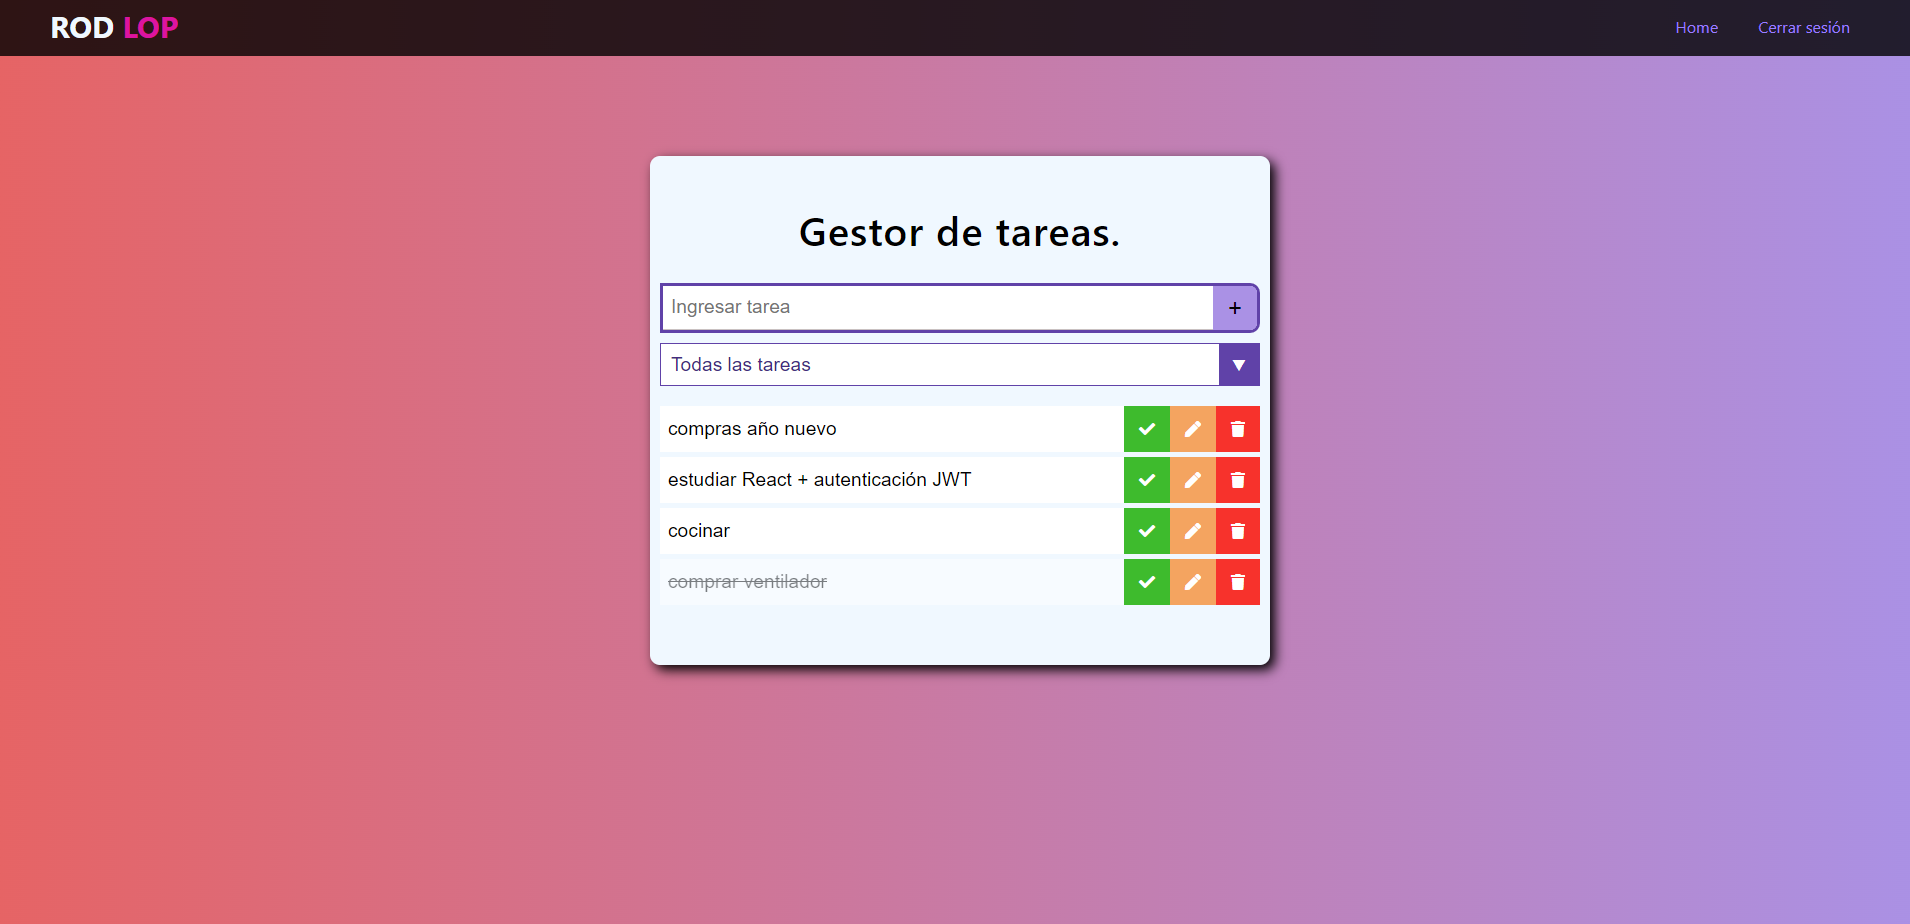 ROD LOP
Home
Cerrar sesión
Gestor de tareas.
Ingresar tarea
+
Todas las tareas
compras año nuevo
estudiar React + autenticación JWT
cocinar
comprar ventilador